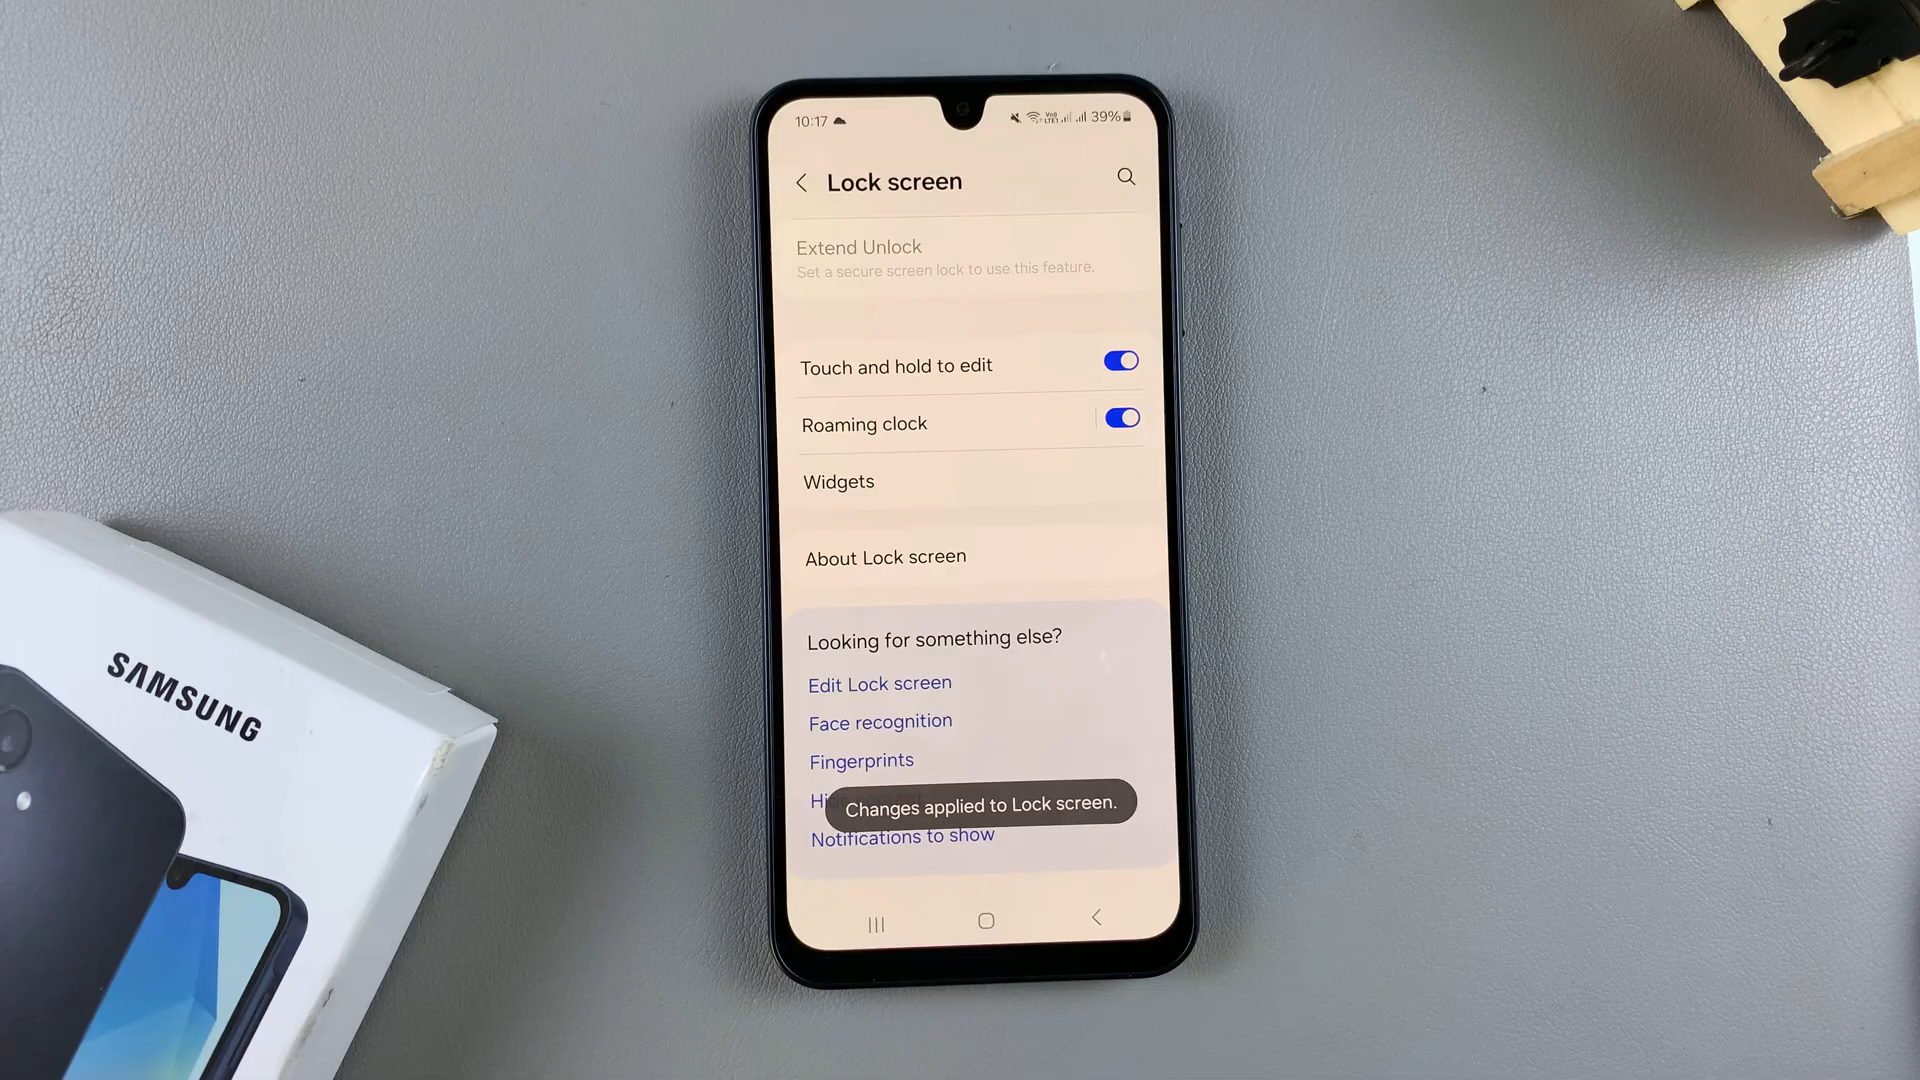 10:17
39%
Lock screen
Extend Unlock
Set a secure screen lock to use this feature.
Touch and hold to edit
Roaming clock
Widgets
About Lock screen
Looking for something else?
Edit Lock screen
Face recognition
Fingerprints
Changes applied to Lock screen.
Notifications to show
SAMSUNG